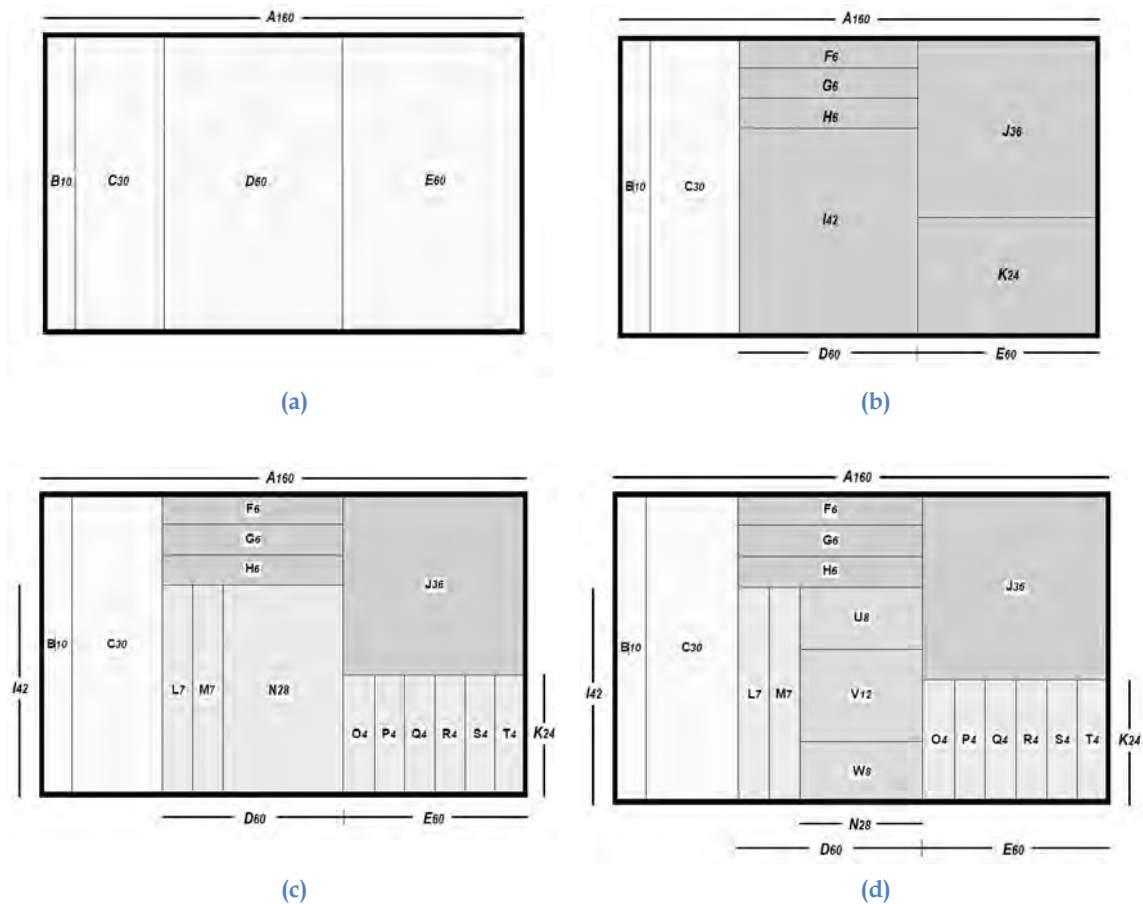 A160
B10 C30 D60 E60
(a)
A160
F6
G6
H6
J36
B10 C30
I42
K24
D60 E60
(b)
A160
F6
G6
H6
J36
B10 C30
I42
L7 M7 N28
O4 P4 Q4 R4 S4 T4 K24
D60 E60
(c)
A160
F6
G6
H6
J36
U8
B10 C30
I42
L7 M7 V12
O4 P4 Q4 R4 S4 T4 K24
W8
N28
D60 E60
(d)